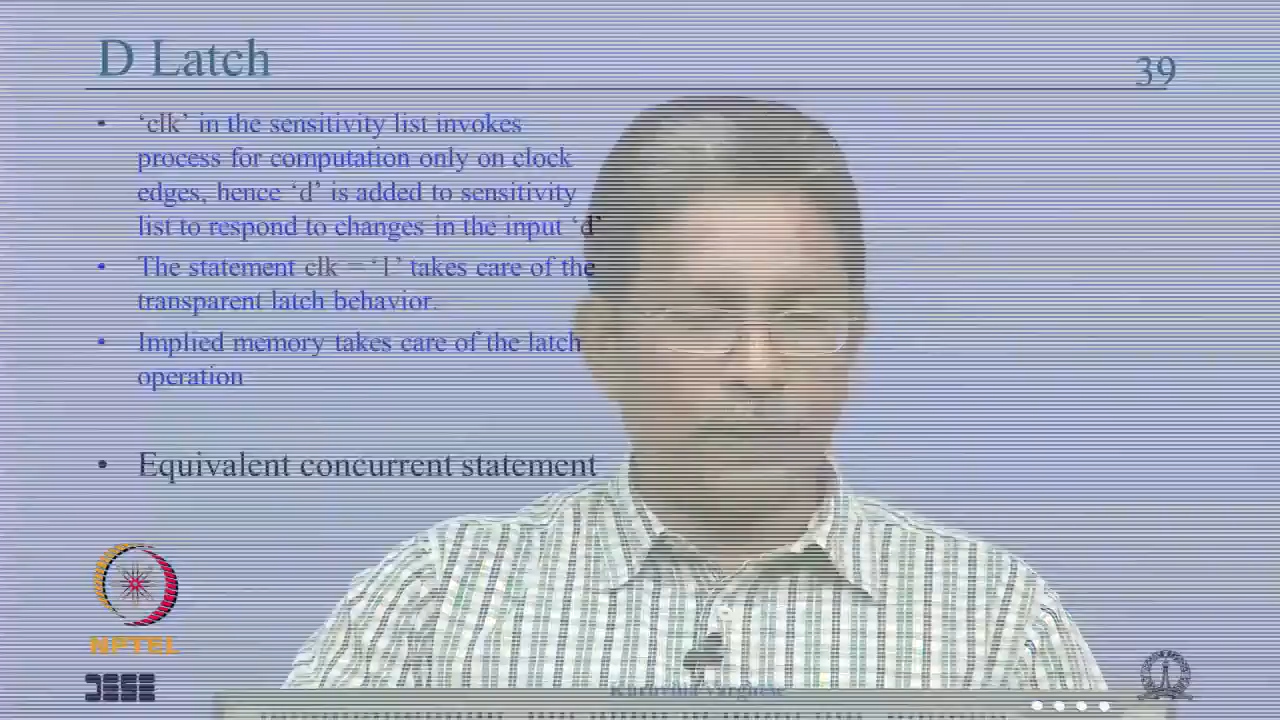 D Latch
39
• ‘clk’ in the sensitivity list invokes
process for computation only on clock
edges, hence ‘d’ is added to sensitivity
list to respond to changes in the input ‘d’
• The statement clk = ‘1’ takes care of the
transparent latch behavior.
• Implied memory takes care of the latch
operation
• Equivalent concurrent statement
NPTEL
Kuruvilla Varghese